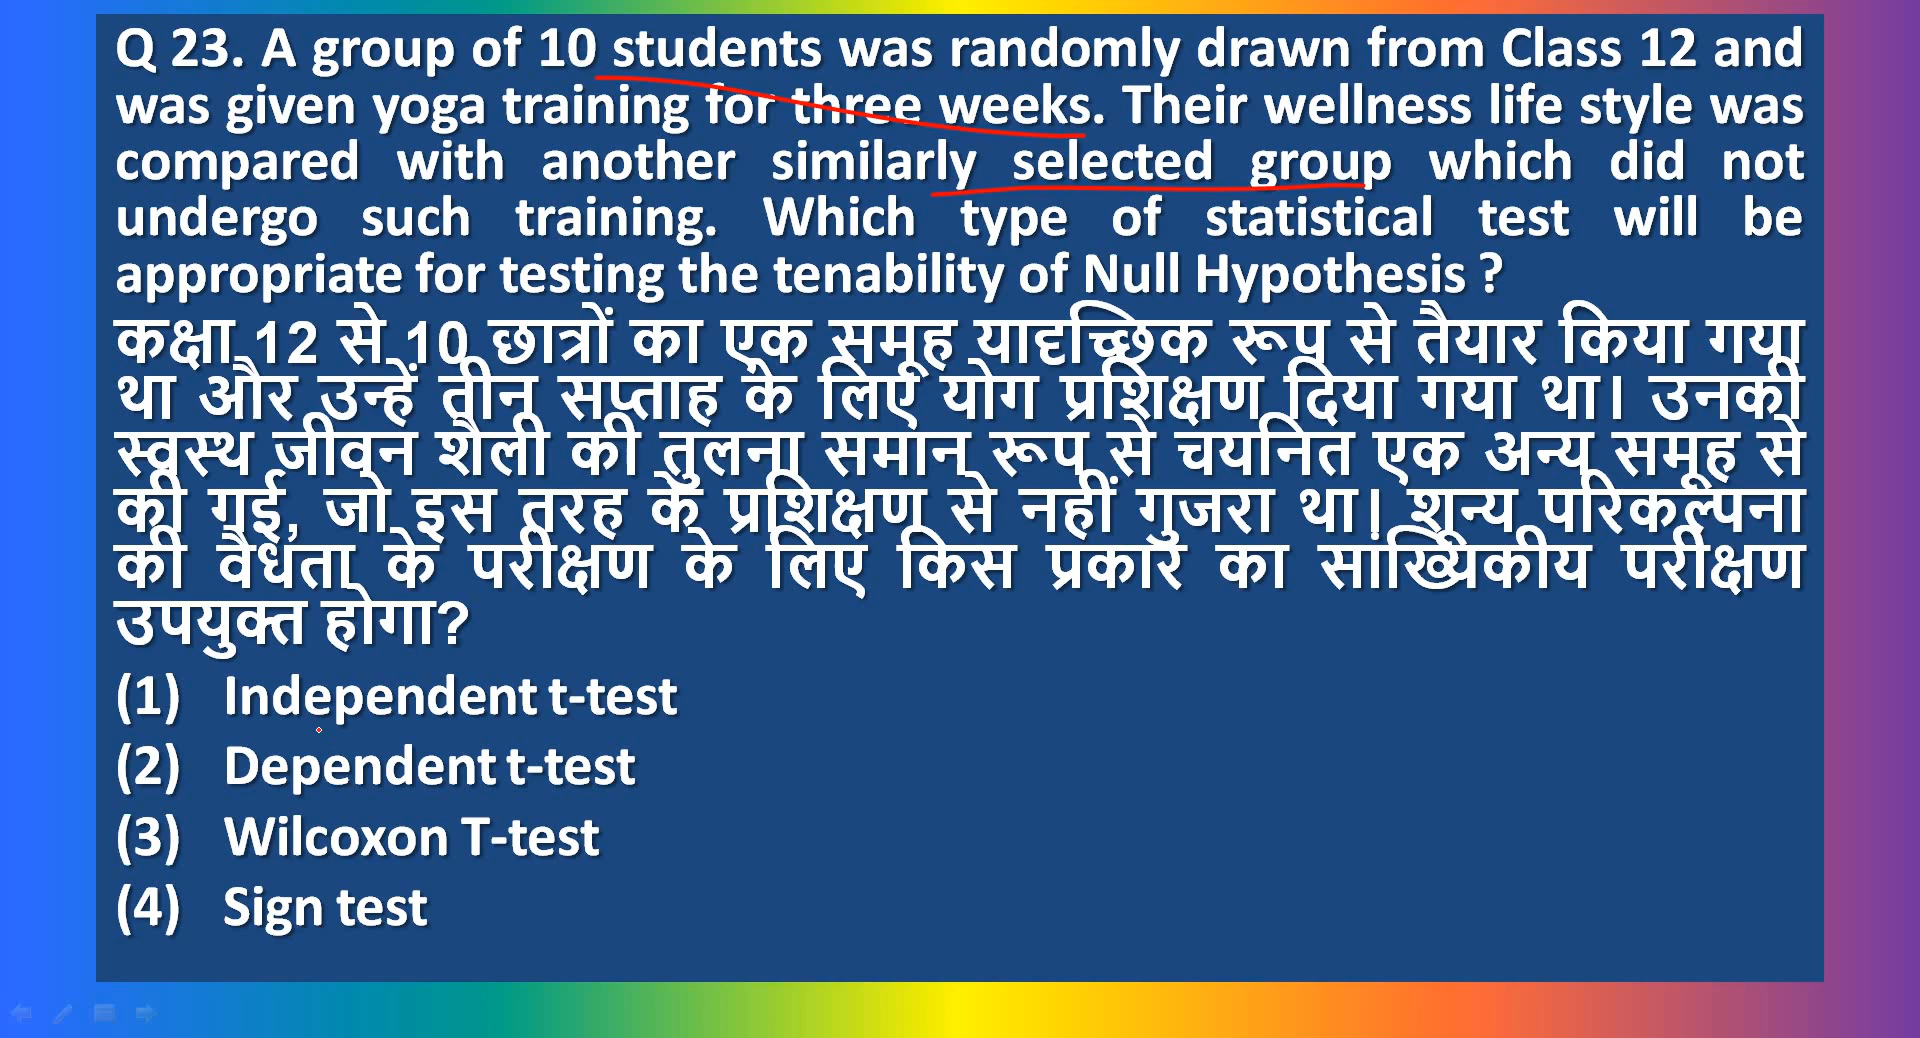 Q 23. A group of 10 students was randomly drawn from Class 12 and
was given yoga training for three weeks. Their wellness life style was
compared with another similarly selected group which did not
undergo such training. Which type of statistical test will be
appropriate for testing the tenability of Null Hypothesis ?
कक्षा 12 से 10 छात्रों का एक समूह यादृच्छिक रूप से तैयार किया गया
था और उन्हें तीन सप्ताह के लिए योग प्रशिक्षण दिया गया था। उनकी
स्वस्थ जीवन शैली की तुलना समान रूप से चयनित एक अन्य समूह से
की गई, जो इस तरह के प्रशिक्षण से नहीं गुजरा था। शून्य परिकल्पना
की वैधता के परीक्षण के लिए किस प्रकार का सांख्यिकीय परीक्षण
उपयुक्त होगा?
(1) Independent t-test
(2) Dependent t-test
(3) Wilcoxon T-test
(4) Sign test